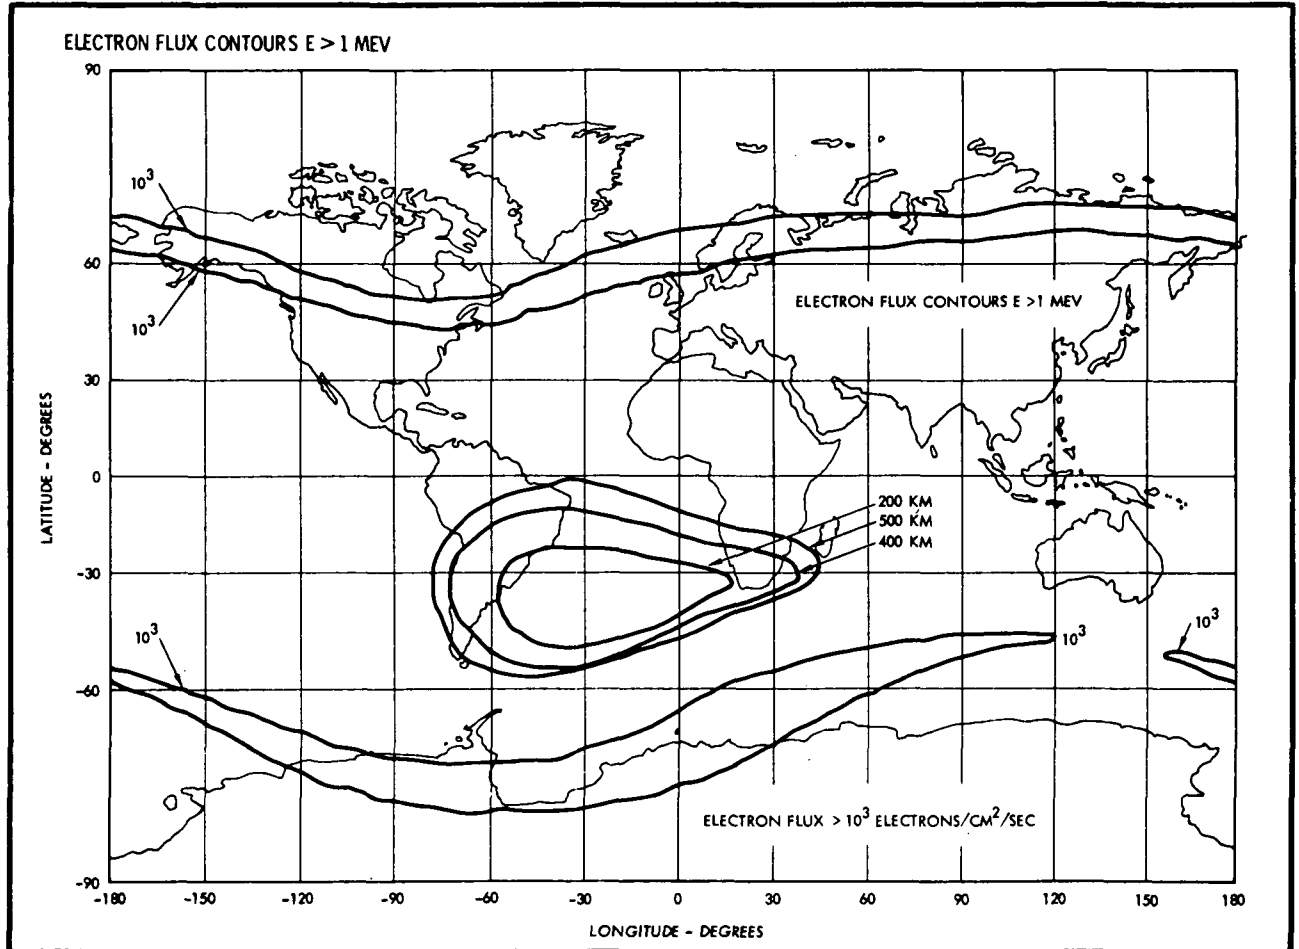 ELECTRON FLUX CONTOURS E > 1 MEV
90
10³
60
10³
ELECTRON FLUX CONTOURS E >1 MEV
30
LATITUDE - DEGREES
0
200 KM
500 KM
400 KM
-30
10³
10³
10³
-60
ELECTRON FLUX > 10³ ELECTRONS/CM²/SEC
-90
-180 -150 -120 -90 -60 -30 0 30 60 90 120 150 180
LONGITUDE - DEGREES